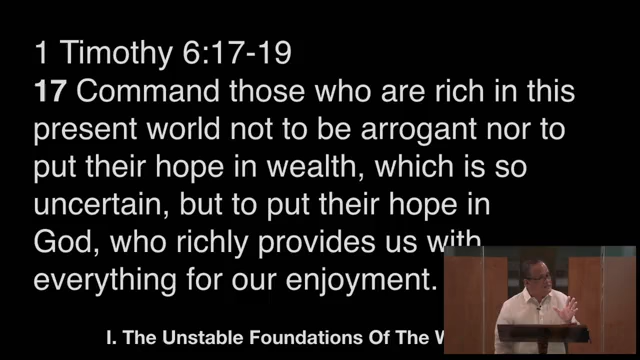 1 Timothy 6:17-19
17 Command those who are rich in this
present world not to be arrogant nor to
put their hope in wealth, which is so
uncertain, but to put their hope in
God, who richly provides us with
everything for our enjoyment.
I. The Unstable Foundations Of The